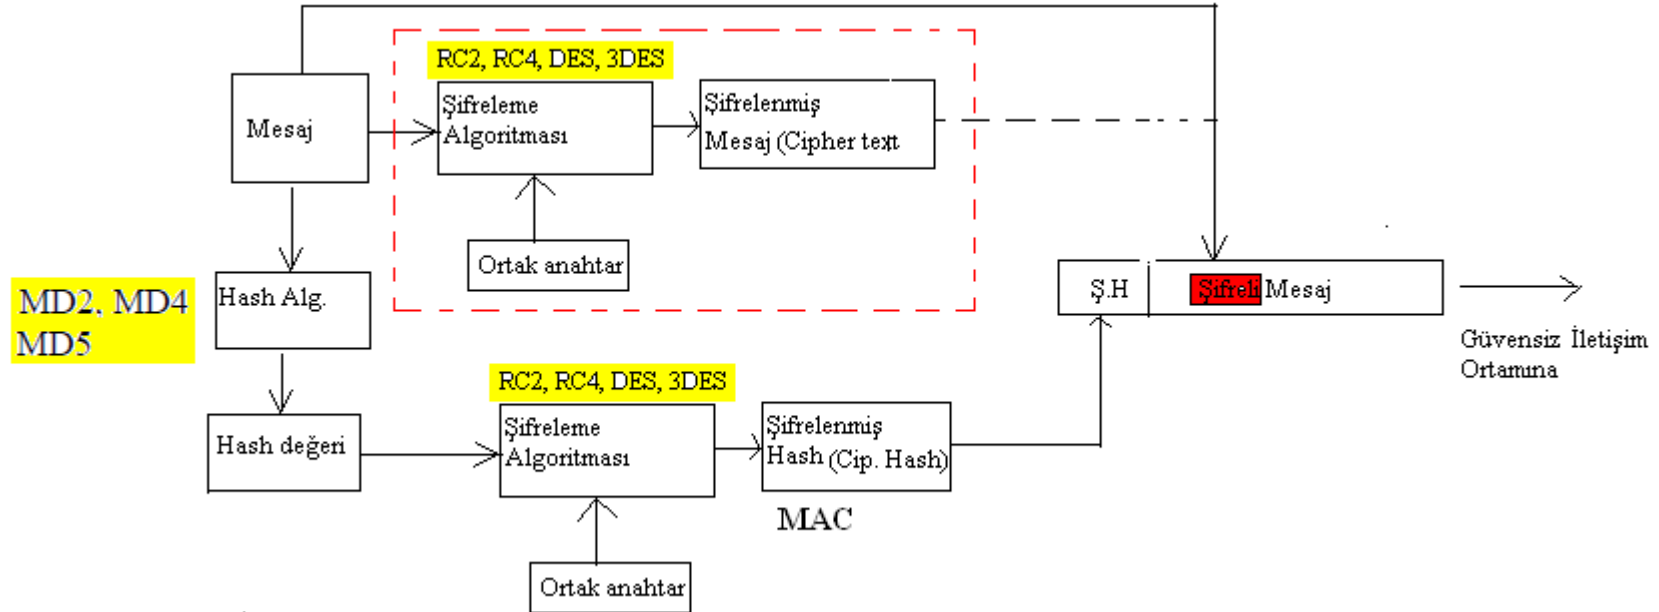 RC2, RC4, DES, 3DES
Mesaj
Şifreleme
Algoritması
Şifrelenmiş
Mesaj (Cipher text
Ortak anahtar
MD2, MD4
MD5
Hash Alg.
Ş.H
Şifreli Mesaj
Güvensiz İletişim
Ortamına
RC2, RC4, DES, 3DES
Hash değeri
Şifreleme
Algoritması
Şifrelenmiş
Hash (Cip. Hash)
MAC
Ortak anahtar